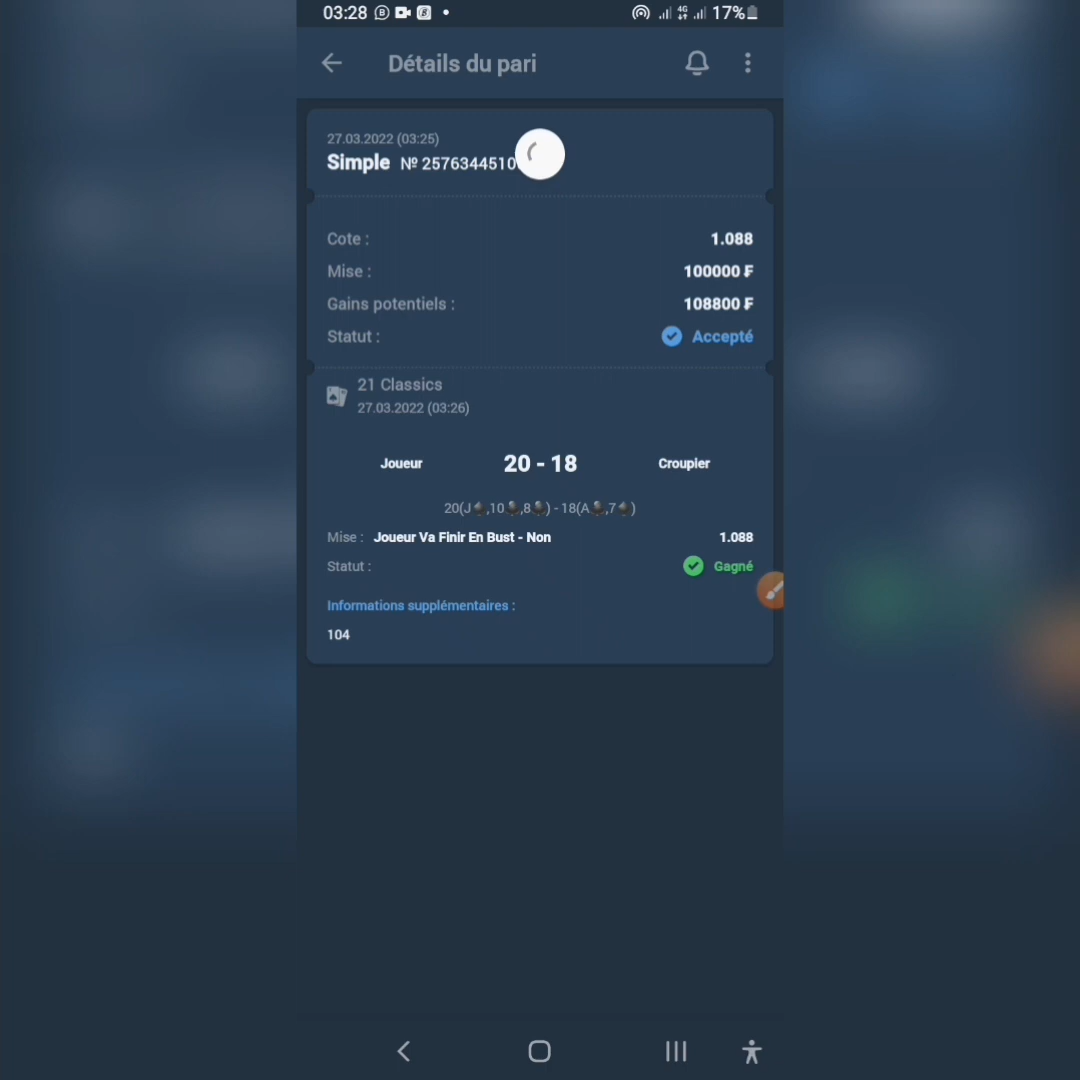 03:28 4G 17%
Détails du pari
27.03.2022 (03:25)
Simple Nº 2576344510
Cote : 1.088
Mise : 100000 ₣
Gains potentiels : 108800 ₣
Statut : Accepté
21 Classics
27.03.2022 (03:26)
Joueur 20 - 18 Croupier
20(J♠,10♠,8♠) - 18(A♠,7♠)
Mise : Joueur Va Finir En Bust - Non 1.088
Statut : Gagné
Informations supplémentaires :
104